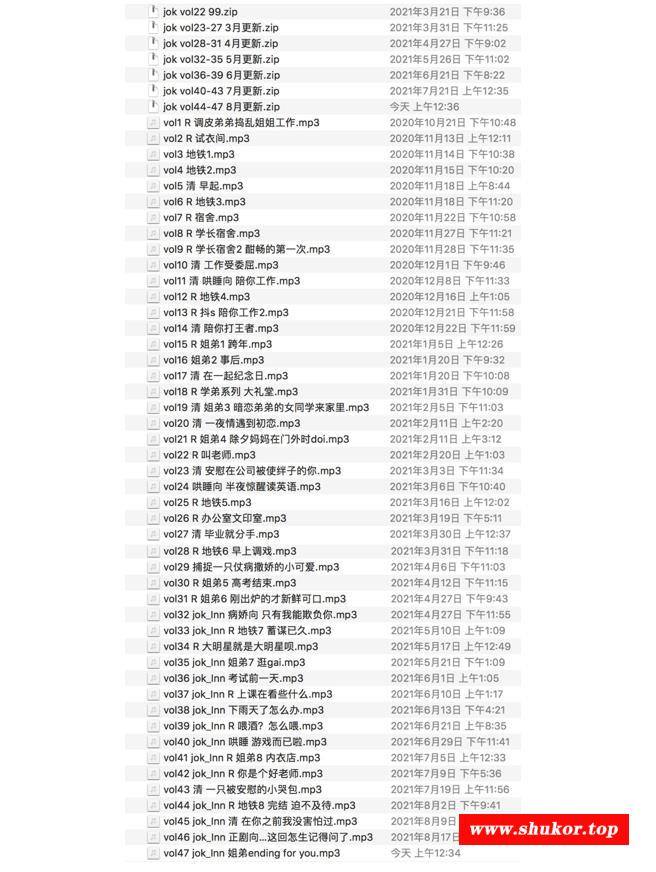 jok vol22 99.zip 2021年3月21日 下午9:36
jok vol23-27 3月更新.zip 2021年3月31日 下午11:25
jok vol28-31 4月更新.zip 2021年4月27日 下午9:02
jok vol32-35 5月更新.zip 2021年5月26日 下午11:02
jok vol36-39 6月更新.zip 2021年6月21日 下午8:22
jok vol40-43 7月更新.zip 2021年7月21日 上午12:35
jok vol44-47 8月更新.zip 今天 上午12:36
vol1 R 调皮弟弟捣乱姐姐工作.mp3 2020年10月21日 下午10:48
vol2 R 试衣间.mp3 2020年11月13日 上午12:11
vol3 地铁1.mp3 2020年11月14日 下午10:38
vol4 地铁2.mp3 2020年11月15日 下午10:20
vol5 清 早起.mp3 2020年11月18日 上午8:44
vol6 R 地铁3.mp3 2020年11月18日 下午11:20
vol7 R 宿舍.mp3 2020年11月22日 下午10:58
vol8 R 学长宿舍.mp3 2020年11月27日 下午11:21
vol9 R 学长宿舍2 酣畅的第一次.mp3 2020年11月28日 下午11:35
vol10 清 工作受委屈.mp3 2020年12月1日 下午9:46
vol11 清 哄睡向 陪你工作.mp3 2020年12月8日 下午11:33
vol12 R 地铁4.mp3 2020年12月16日 上午1:05
vol13 R 抖s 陪你工作2.mp3 2020年12月21日 下午11:58
vol14 清 陪你打王者.mp3 2020年12月22日 下午11:59
vol15 R 姐弟1 跨年.mp3 2021年1月5日 上午12:26
vol16 姐弟2 事后.mp3 2021年1月20日 下午9:32
vol17 清 在一起纪念日.mp3 2021年1月20日 下午10:08
vol18 R 学弟系列 大礼堂.mp3 2021年1月31日 下午10:09
vol19 清 姐弟3 暗恋弟弟的女同学来家里.mp3 2021年2月5日 下午11:03
vol20 清 一夜情遇到初恋.mp3 2021年2月11日 上午2:20
vol21 R 姐弟4 除夕妈妈在门外时doi.mp3 2021年2月11日 上午3:12
vol22 R 叫老师.mp3 2021年2月20日 上午1:03
vol23 清 安慰在公司被使绊子的你.mp3 2021年3月3日 下午11:34
vol24 哄睡向 半夜惊醒读英语.mp3 2021年3月6日 下午10:40
vol25 R 地铁5.mp3 2021年3月16日 上午12:02
vol26 R 办公室文印室.mp3 2021年3月19日 下午5:11
vol27 清 毕业就分手.mp3 2021年3月30日 上午12:37
vol28 R 地铁6 早上调戏.mp3 2021年3月31日 下午11:18
vol29 捕捉一只仗病撒娇的小可爱.mp3 2021年4月6日 下午11:03
vol30 R 姐弟5 高考结束.mp3 2021年4月12日 下午11:15
vol31 R 姐弟6 刚出炉的才新鲜可口.mp3 2021年4月27日 下午9:43
vol32 jok_Inn 病娇向 只有我能欺负你.mp3 2021年4月27日 下午11:55
vol33 jok_Inn R 地铁7 蓄谋已久.mp3 2021年5月10日 上午1:09
vol34 R 大明星就是大明星呗.mp3 2021年5月17日 上午12:49
vol35 jok_Inn 姐弟7 逛gai.mp3 2021年5月21日 上午1:09
vol36 jok_Inn 考试前一天.mp3 2021年6月1日 上午1:05
vol37 jok_Inn R 上课在看些什么.mp3 2021年6月10日 上午1:17
vol38 jok_Inn 下雨天了怎么办.mp3 2021年6月13日 下午4:21
vol39 jok_Inn R 喂酒？怎么喂.mp3 2021年6月21日 上午8:35
vol40 jok_Inn 哄睡 游戏而已啦.mp3 2021年6月29日 下午11:41
vol41 jok_Inn R 姐弟8 内衣店.mp3 2021年7月5日 上午12:33
vol42 jok_Inn R 你是个好老师.mp3 2021年7月9日 下午5:36
vol43 清 一只被安慰的小哭包.mp3 2021年7月19日 上午11:56
vol44 jok_Inn R 地铁8 完结 迫不及待.mp3 2021年8月2日 下午9:41
vol45 jok_Inn 清 在你之前我没害怕过.mp3 2021年8月9日
vol46 jok_Inn 正剧向...这回怎生记得问了.mp3 2021年8月17日
vol47 jok_Inn 姐弟ending for you.mp3 今天 上午12:34
www.shukor.top